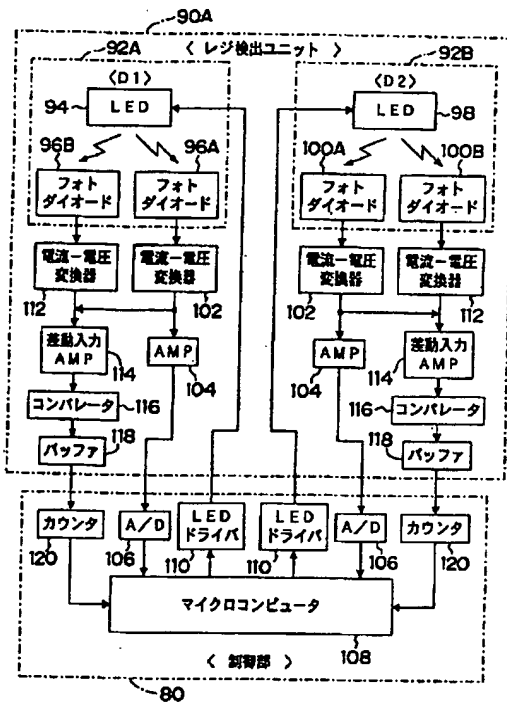 90A
〈 レジ検出ユニット 〉
92A
92B
〈D1〉
〈D2〉
94
LED
LED
98
96B
96A
100A
100B
フォト
ダイオード
フォト
ダイオード
フォト
ダイオード
フォト
ダイオード
電流－電圧
変換器
電流－電圧
変換器
電流－電圧
変換器
電流－電圧
変換器
112
102
102
112
差動入力
AMP
AMP
AMP
差動入力
AMP
114
104
104
114
コンパレータ
116
116
コンパレータ
バッファ
118
118
バッファ
カウンタ
A/D
LED
ドライバ
LED
ドライバ
A/D
カウンタ
120
106
110
110
106
120
マイクロコンピュータ
108
〈 制御部 〉
80